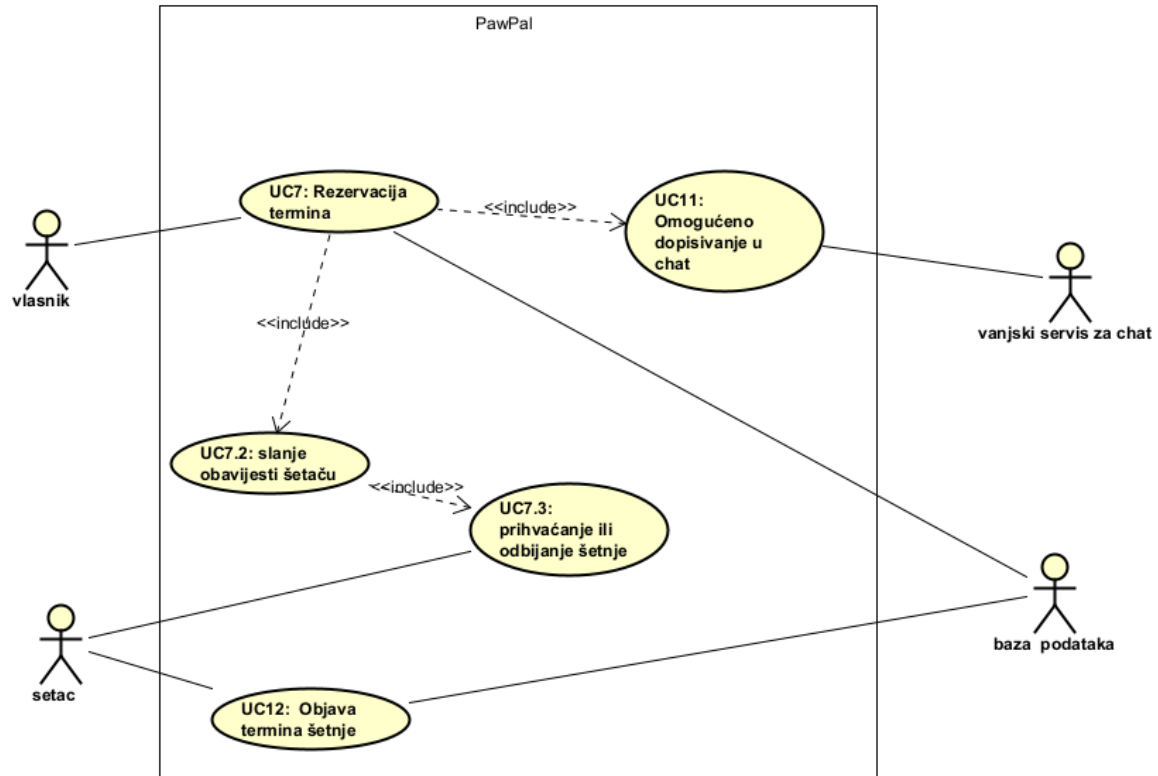 PawPal
UC7: Rezervacija
termina
<<include>>
UC11:
Omogućeno
dopisivanje u
chat
vlasnik
vanjski servis za chat
<<include>>
UC7.2: slanje
obavijesti šetaču
<<include>>
UC7.3:
prihvaćanje ili
odbijanje šetnje
setac
baza podataka
UC12: Objava
termina šetnje